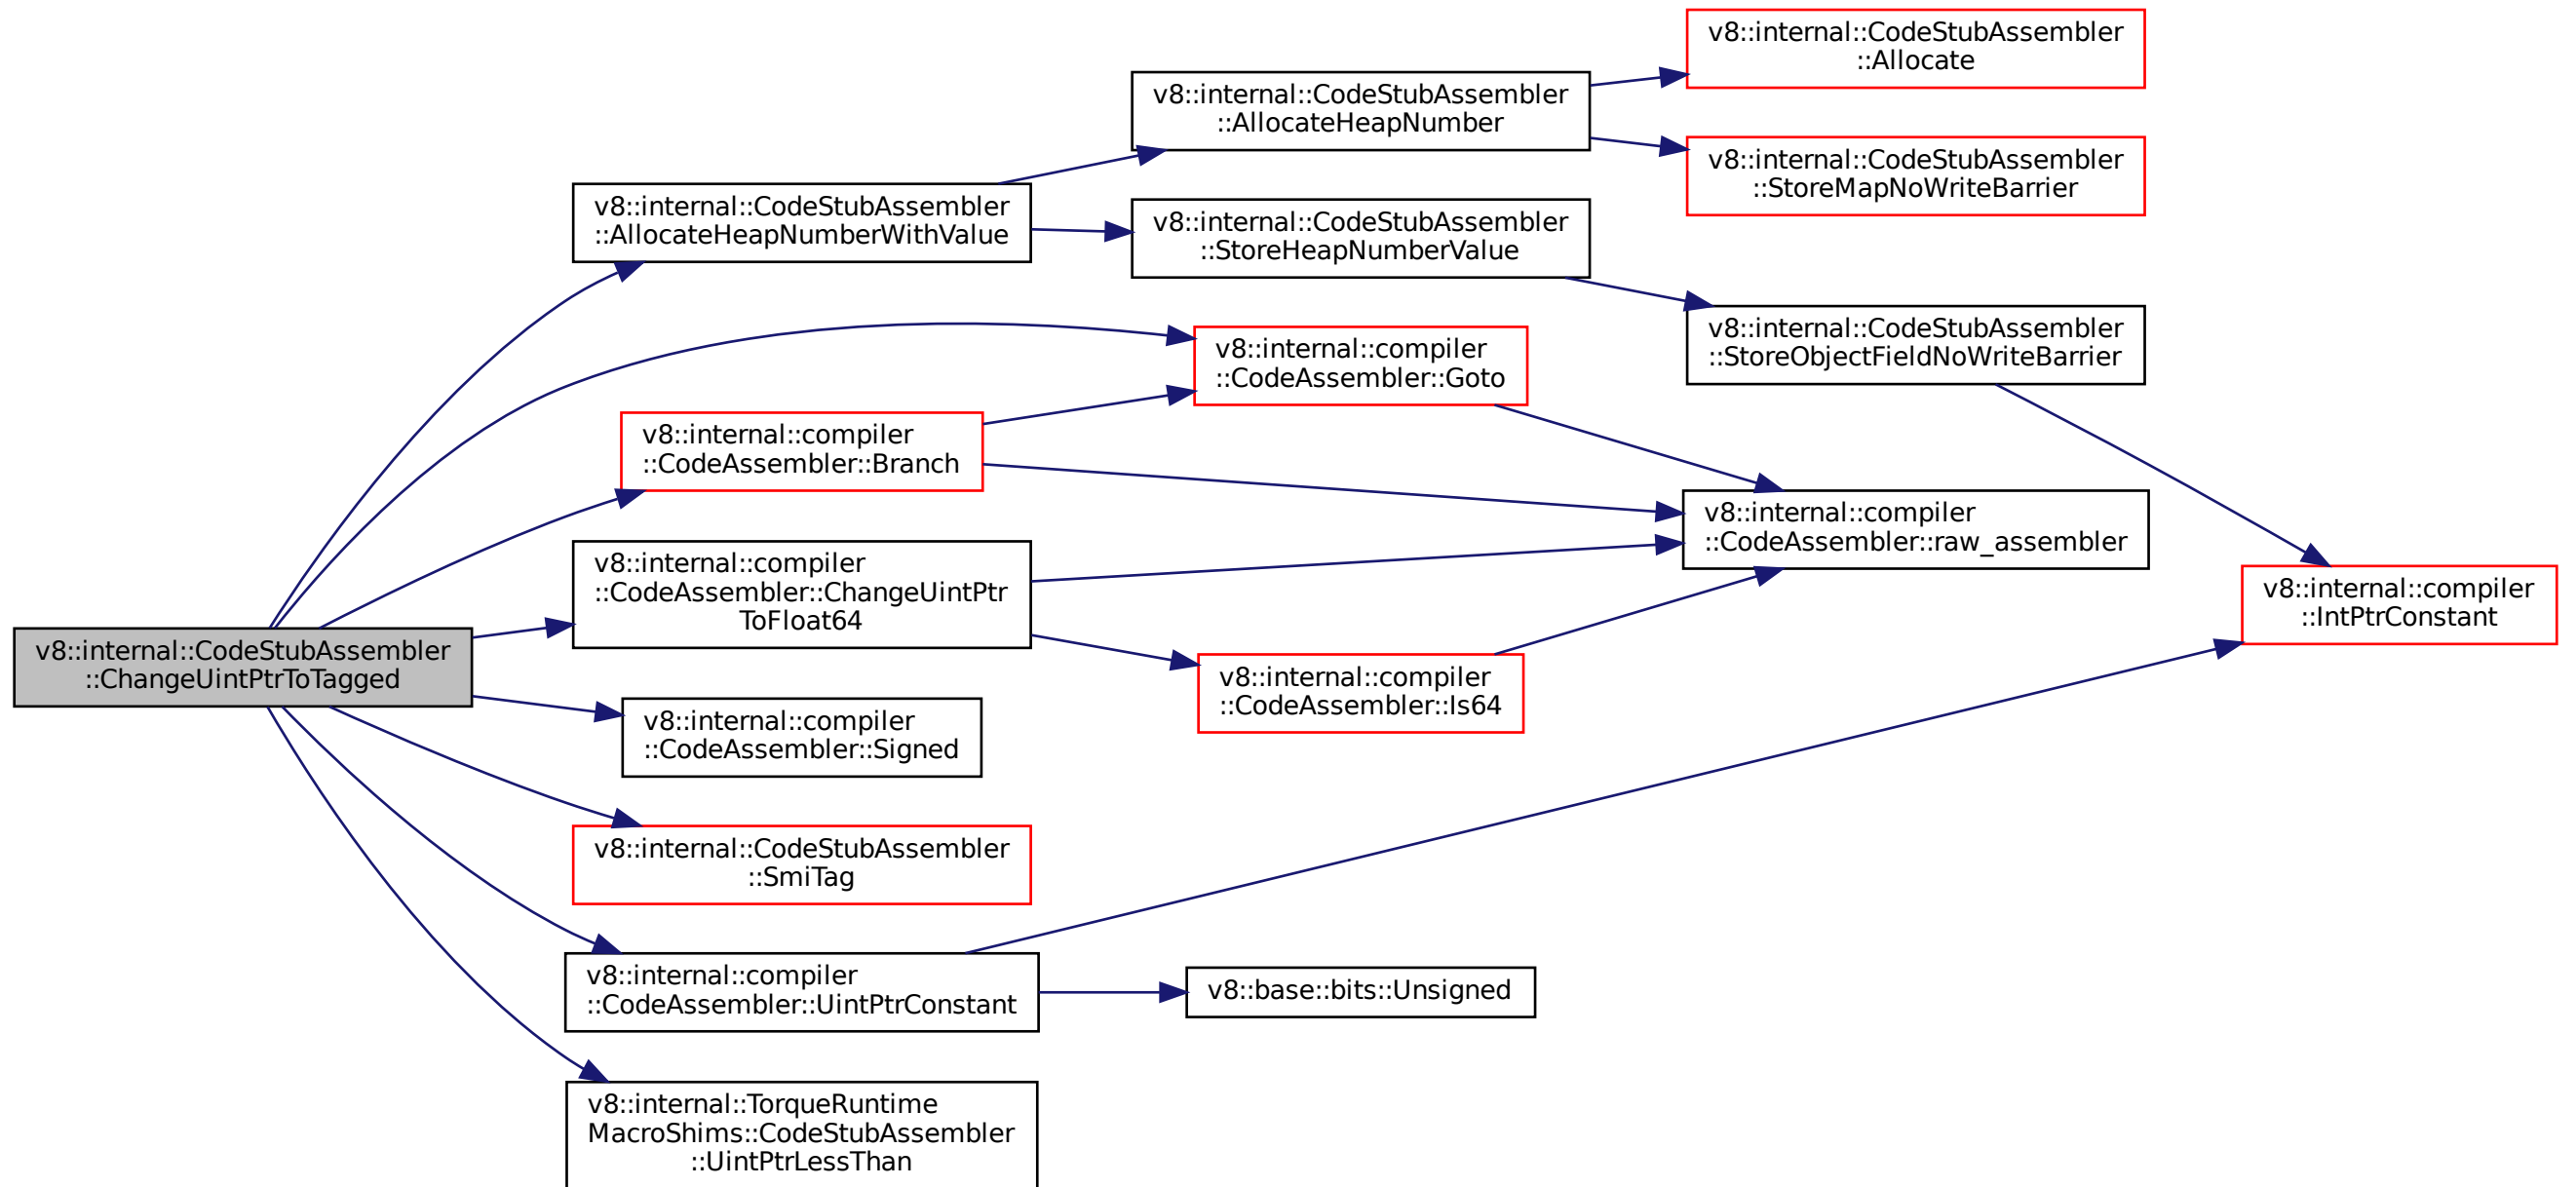 v8::internal::CodeStubAssembler
::Allocate
v8::internal::CodeStubAssembler
::AllocateHeapNumber
v8::internal::CodeStubAssembler
::StoreMapNoWriteBarrier
v8::internal::CodeStubAssembler
::AllocateHeapNumberWithValue
v8::internal::CodeStubAssembler
::StoreHeapNumberValue
v8::internal::CodeStubAssembler
::StoreObjectFieldNoWriteBarrier
v8::internal::compiler
::CodeAssembler::Goto
v8::internal::compiler
::CodeAssembler::Branch
v8::internal::compiler
::CodeAssembler::raw_assembler
v8::internal::compiler
::CodeAssembler::ChangeUintPtr
ToFloat64
v8::internal::compiler
::IntPtrConstant
v8::internal::CodeStubAssembler
::ChangeUintPtrToTagged
v8::internal::compiler
::CodeAssembler::Is64
v8::internal::compiler
::CodeAssembler::Signed
v8::internal::CodeStubAssembler
::SmiTag
v8::internal::compiler
::CodeAssembler::UintPtrConstant
v8::base::bits::Unsigned
v8::internal::TorqueRuntime
MacroShims::CodeStubAssembler
::UintPtrLessThan